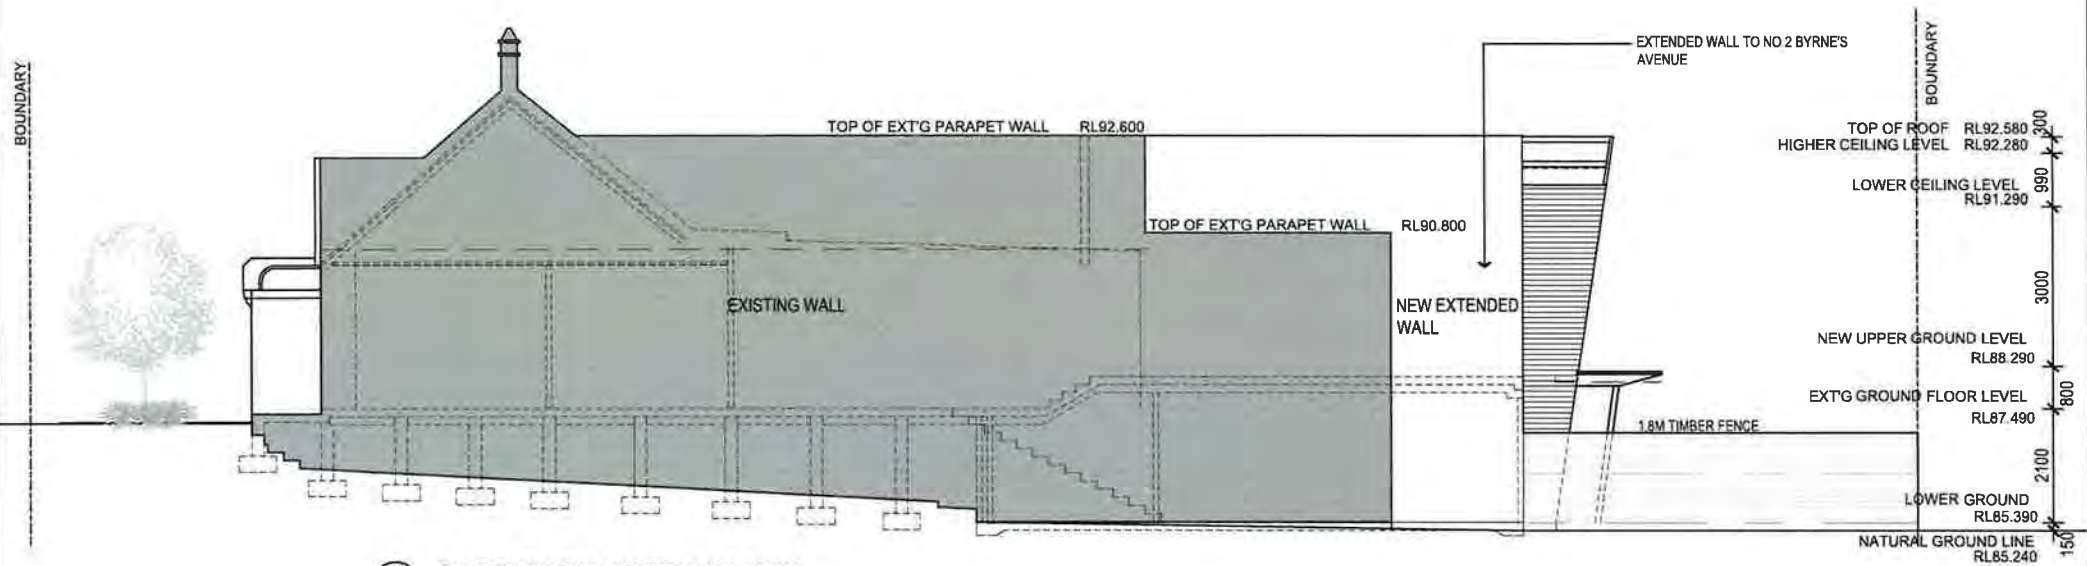 BOUNDARY
EXTENDED WALL TO NO 2 BYRNE'S
AVENUE
BOUNDARY
TOP OF EXT'G PARAPET WALL RL92.600
TOP OF ROOF RL92.580
300
HIGHER CEILING LEVEL RL92.280
990
LOWER CEILING LEVEL
RL91.290
TOP OF EXT'G PARAPET WALL RL90.800
3000
EXISTING WALL
NEW EXTENDED
WALL
NEW UPPER GROUND LEVEL
RL88.290
800
EXT'G GROUND FLOOR LEVEL
RL87.490
1.8M TIMBER FENCE
2100
LOWER GROUND
RL85.390
150
NATURAL GROUND LINE
RL85.240